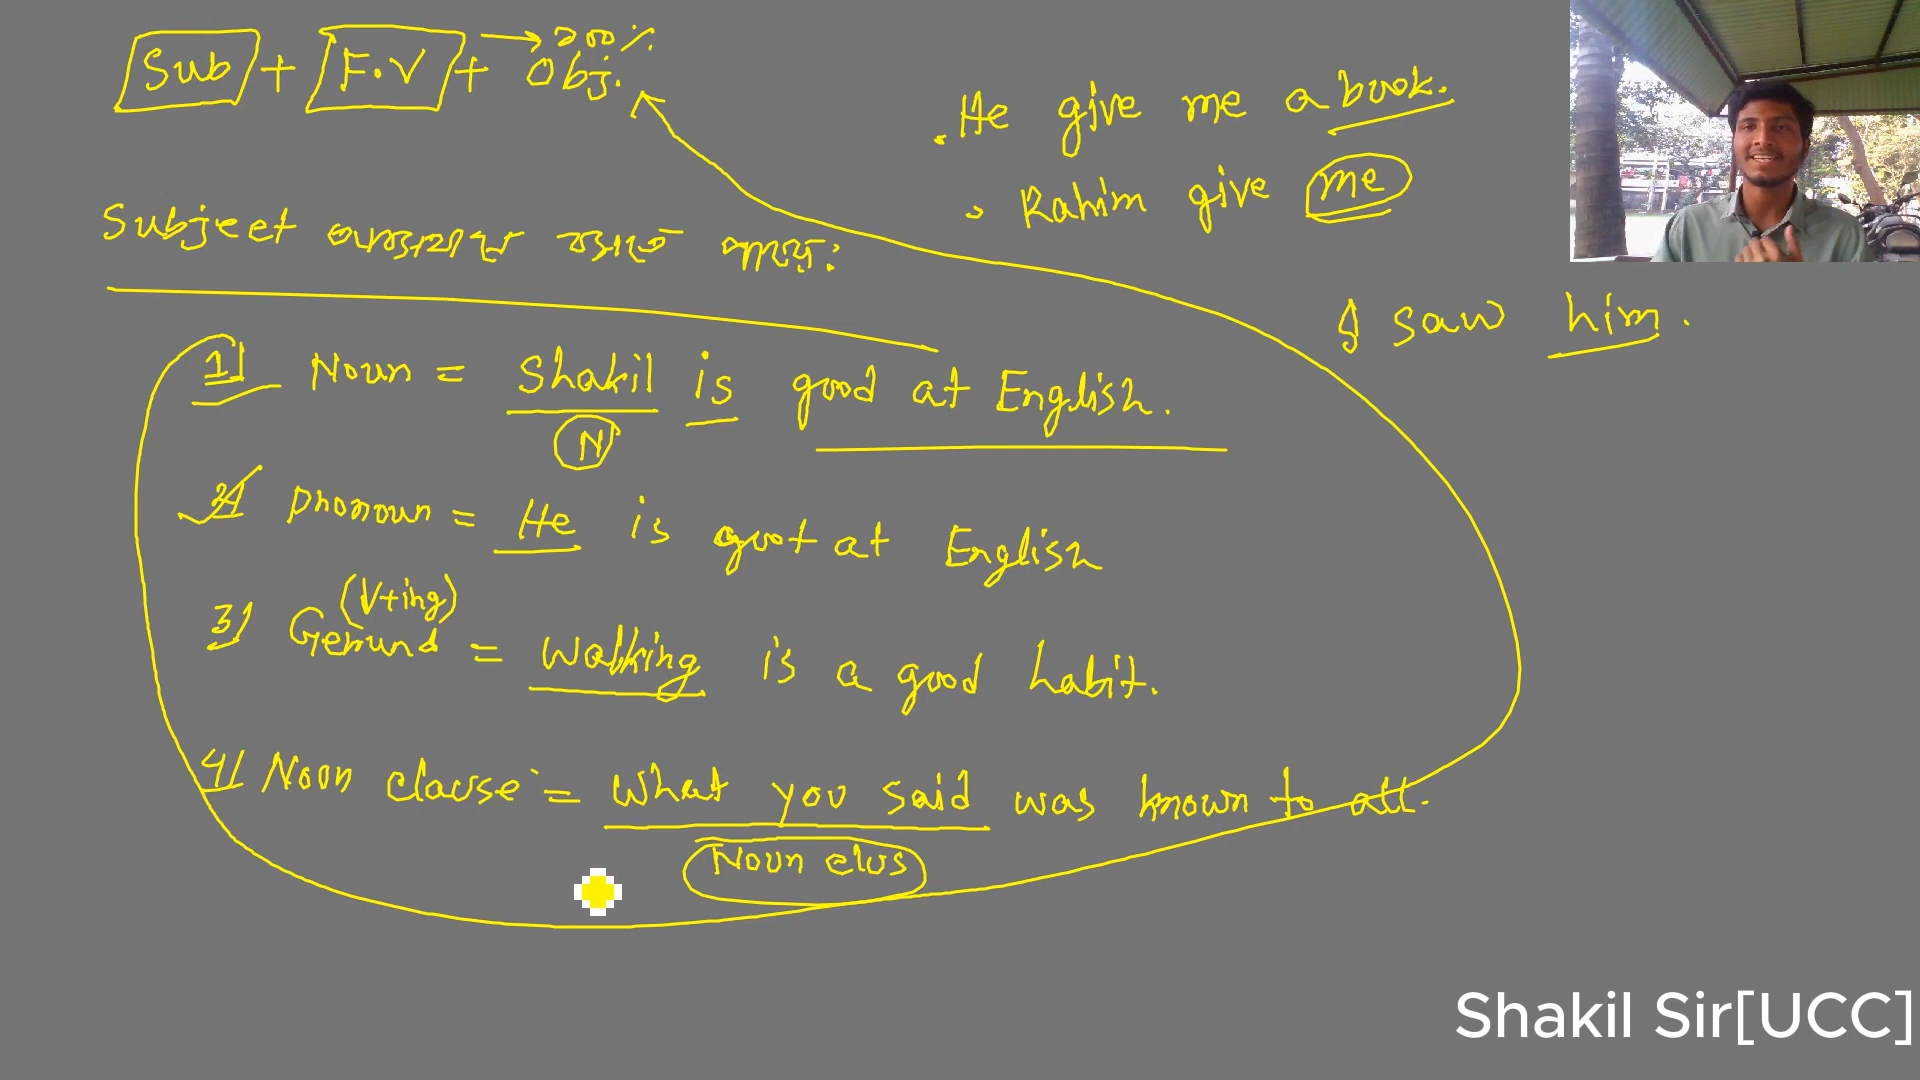 Sub + F.V + Obj.
→ 200%
. He give me a book.
Rahim give me
I saw him.
Subject
1] Noun = Shakil is good at English.
N
2] Pronoun = He is goot at English
(V+ing)
3] Gerund = Walking is a good habit.
4] Noun clause = What you said was known to all.
Noun clus
Shakil Sir[UCC]